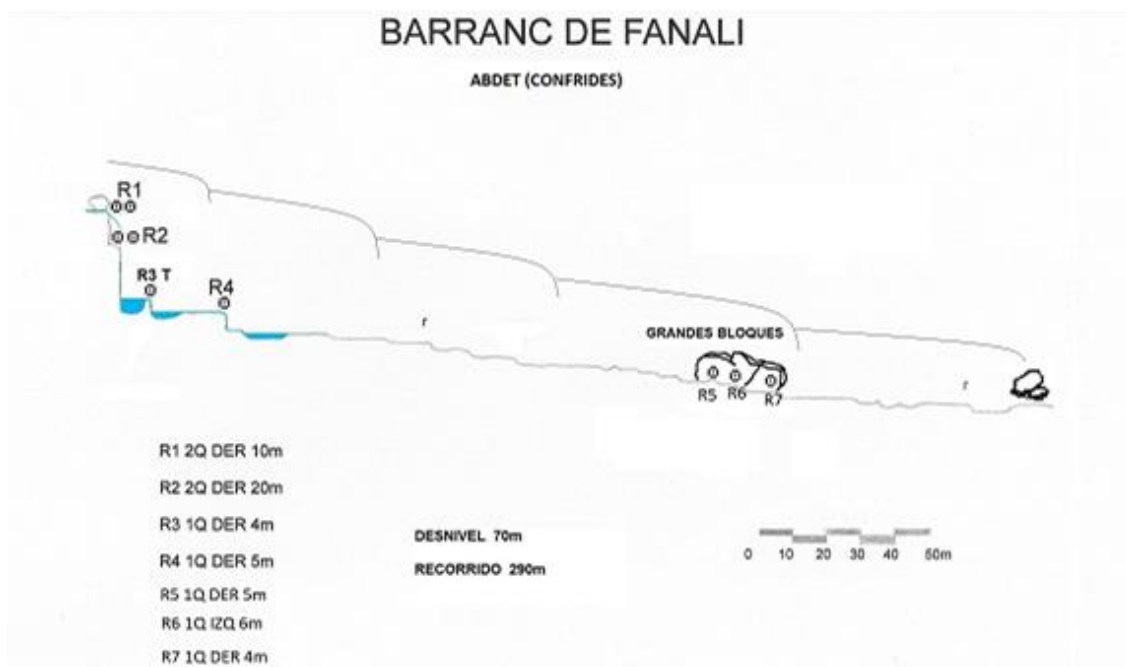 BARRANC DE FANALI
ABDET (CONFRIDES)
R1
R2
R3 T
R4
r
GRANDES BLOQUES
R5
R6
R7
r
R1 2Q DER 10m
R2 2Q DER 20m
R3 1Q DER 4m
R4 1Q DER 5m
R5 1Q DER 5m
R6 1Q IZQ 6m
R7 1Q DER 4m
DESNIVEL 70m
RECORRIDO 290m
0 10 20 30 40 50m